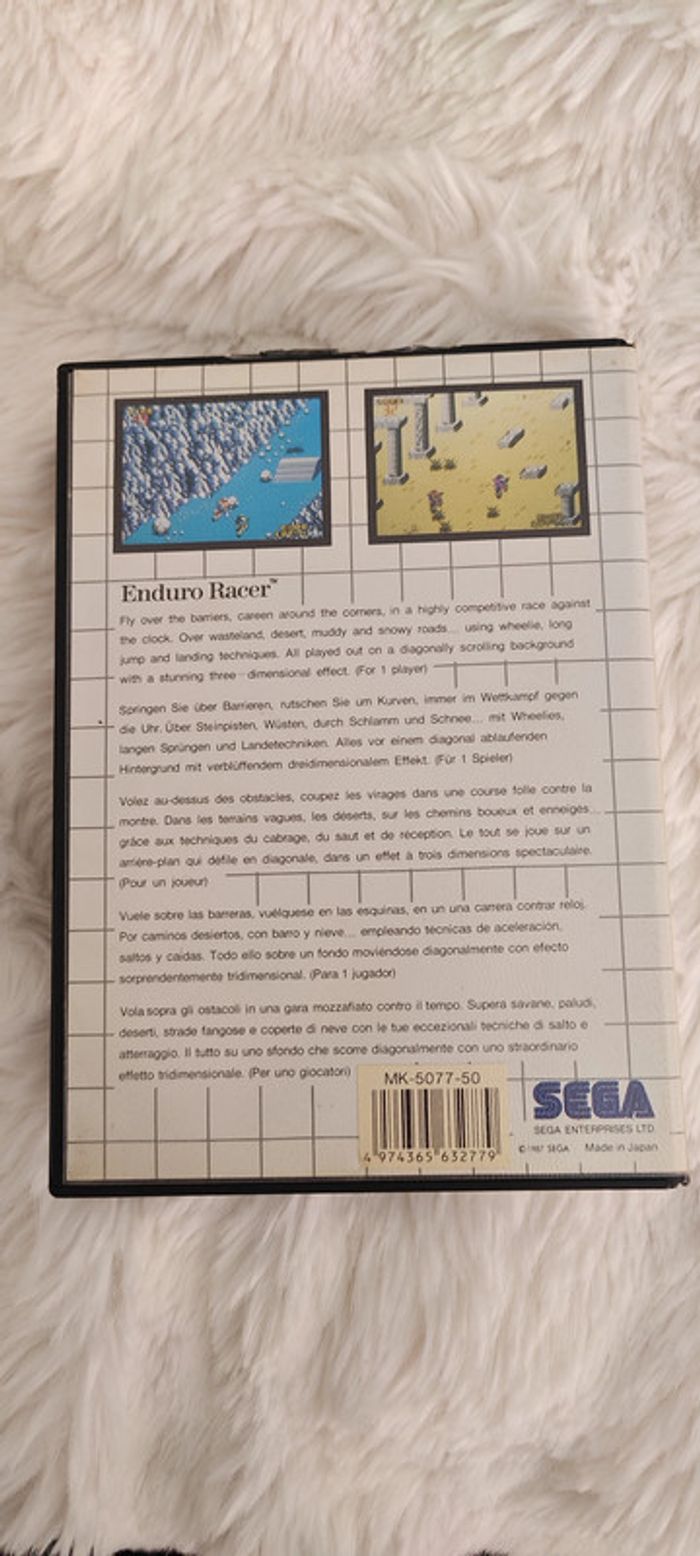 Enduro Racer™
Fly over the barriers, careen around the corners, in a highly competitive race against
the clock. Over wasteland, desert, muddy and snowy roads... using wheelie, long
jump and landing techniques. All played out on a diagonally scrolling background
with a stunning three-dimensional effect. (For 1 player)
Springen Sie über Barrieren, rutschen Sie um Kurven, immer im Wettkampf gegen
die Uhr. Über Steinpisten, Wüsten, durch Schlamm und Schnee... mit Wheelies,
langen Sprüngen und Landetechniken. Alles vor einem diagonal ablaufenden
Hintergrund mit verblüffendem dreidimensionalem Effekt. (Für 1 Spieler)
Volez au-dessus des obstacles, coupez les virages dans une course folle contre la
montre. Dans les terrains vagues, les déserts, sur les chemins boueux et enneigés...
grâce aux techniques du cabrage, du saut et de réception. Le tout se joue sur un
arrière-plan qui défile en diagonale, dans un effet à trois dimensions spectaculaire.
(Pour un joueur)
Vuele sobre las barreras, vuélquese en las esquinas, en un una carrera contrar reloj.
Por caminos desiertos, con barro y nieve... empleando técnicas de aceleración,
saltos y caidas. Todo ello sobre un fondo moviéndose diagonalmente con efecto
sorprendentemente tridimensional. (Para 1 jugador)
Vola sopra gli ostacoli in una gara mozzafiato contro il tempo. Supera savane, paludi,
deserti, strade fangose e coperte di neve con le tue eccezionali tecniche di salto e
atterraggio. Il tutto su uno sfondo che scorre diagonalmente con uno straordinario
effetto tridimensionale. (Per uno giocatori)
MK-5077-50
4 974365 632779
SEGA
SEGA ENTERPRISES LTD.
©1987 SEGA Made in Japan